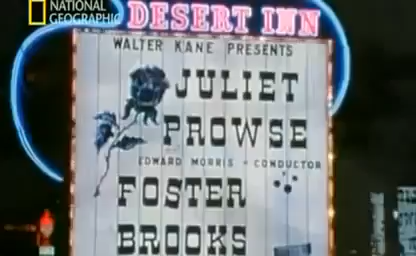 NATIONAL
GEOGRAPHIC
DESERT INN
WALTER KANE PRESENTS
JULIET
PROWSE
EDWARD MORRIS - CONDUCTOR
FOSTER
BROOKS